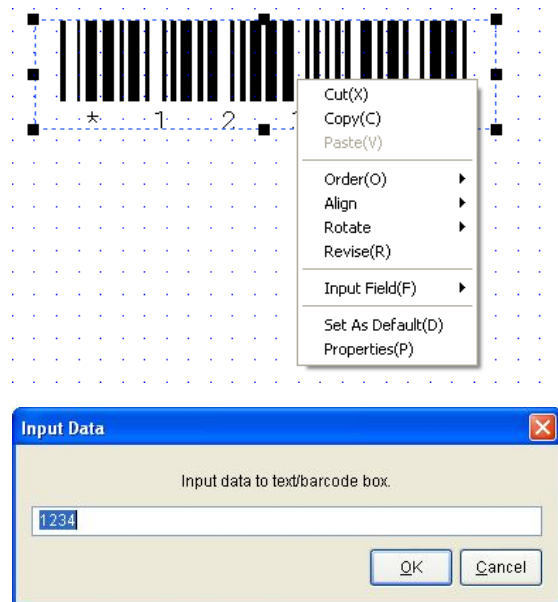 * 1 2
Cut(X)
Copy(C)
Paste(V)
Order(O)
Align
Rotate
Revise(R)
Input Field(F)
Set As Default(D)
Properties(P)
Input Data
Input data to text/barcode box.
1234
OK
Cancel